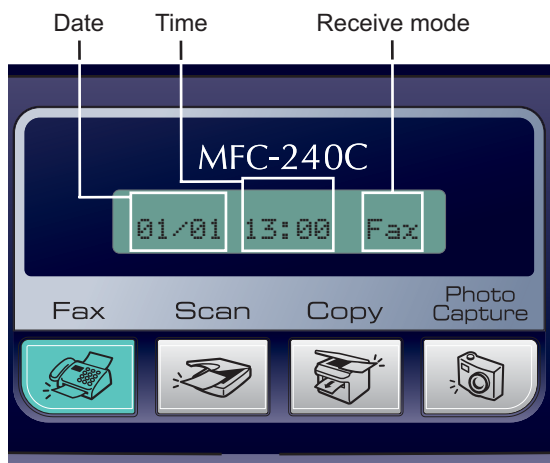 Date Time Receive mode
MFC-240C
01/01 13:00 Fax
Fax Scan Copy Photo Capture